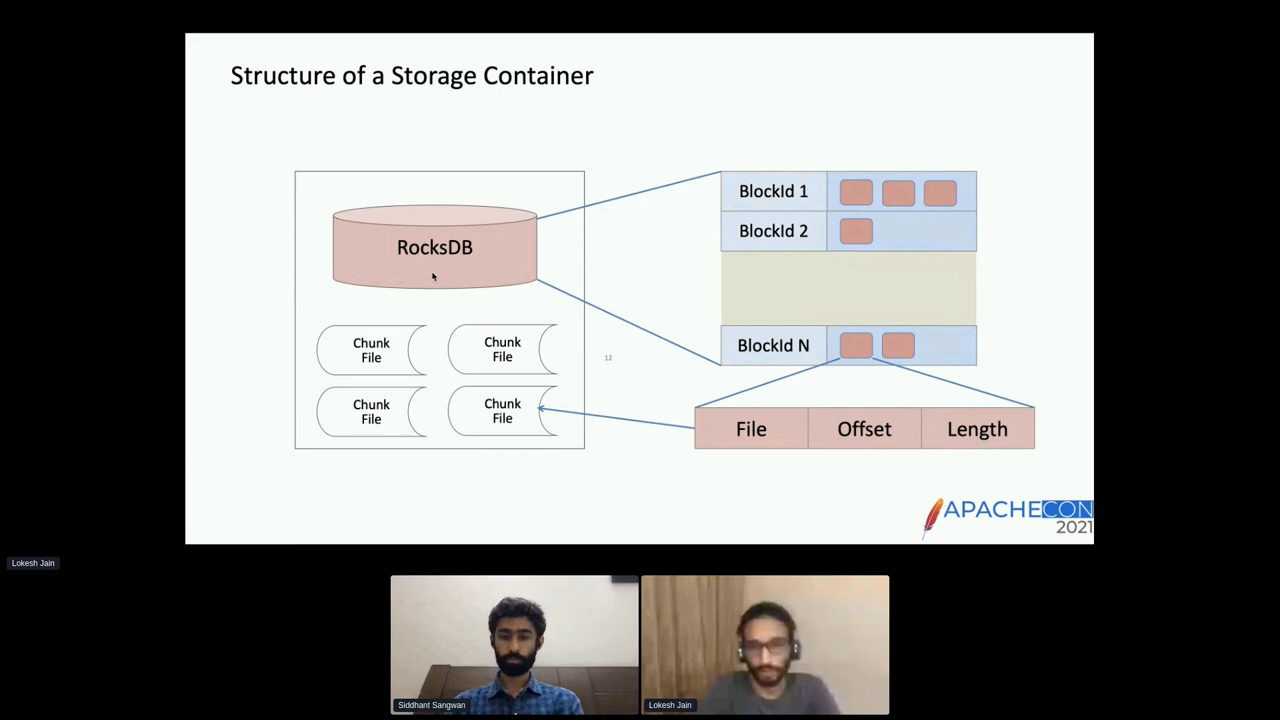 Structure of a Storage Container
RocksDB
Chunk
File
Chunk
File
Chunk
File
Chunk
File
12
BlockId 1
BlockId 2
BlockId N
File
Offset
Length
APACHECON
2021
Lokesh Jain
Siddhant Sangwan
Lokesh Jain